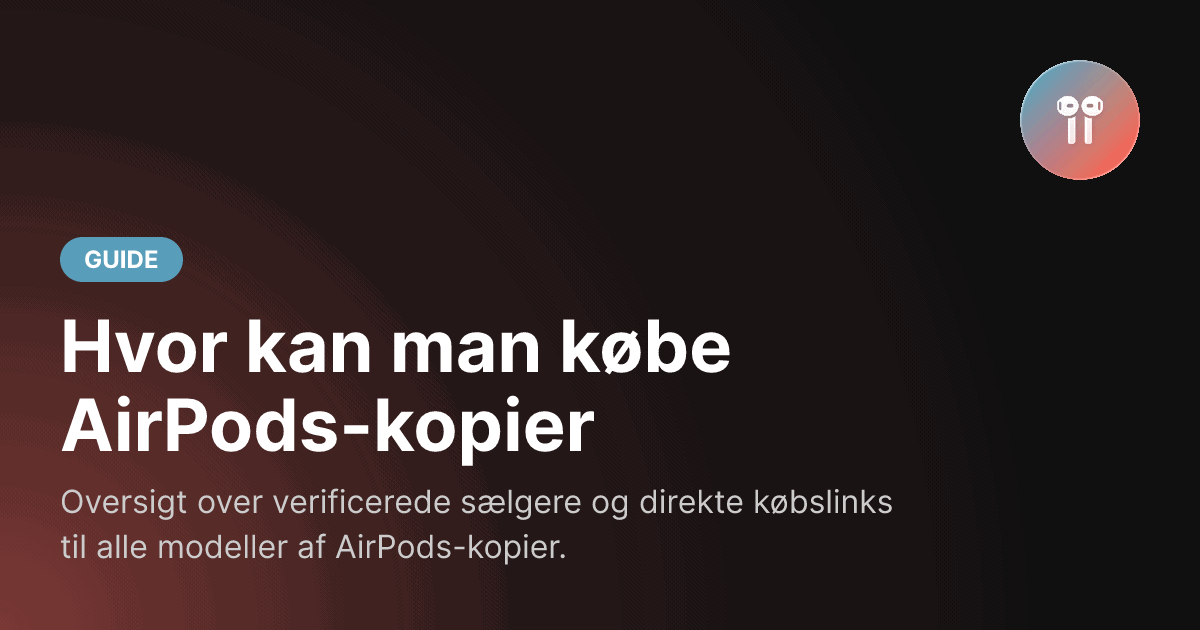 GUIDE
Hvor kan man købe
AirPods-kopier
Oversigt over verificerede sælgere og direkte købslinks
til alle modeller af AirPods-kopier.